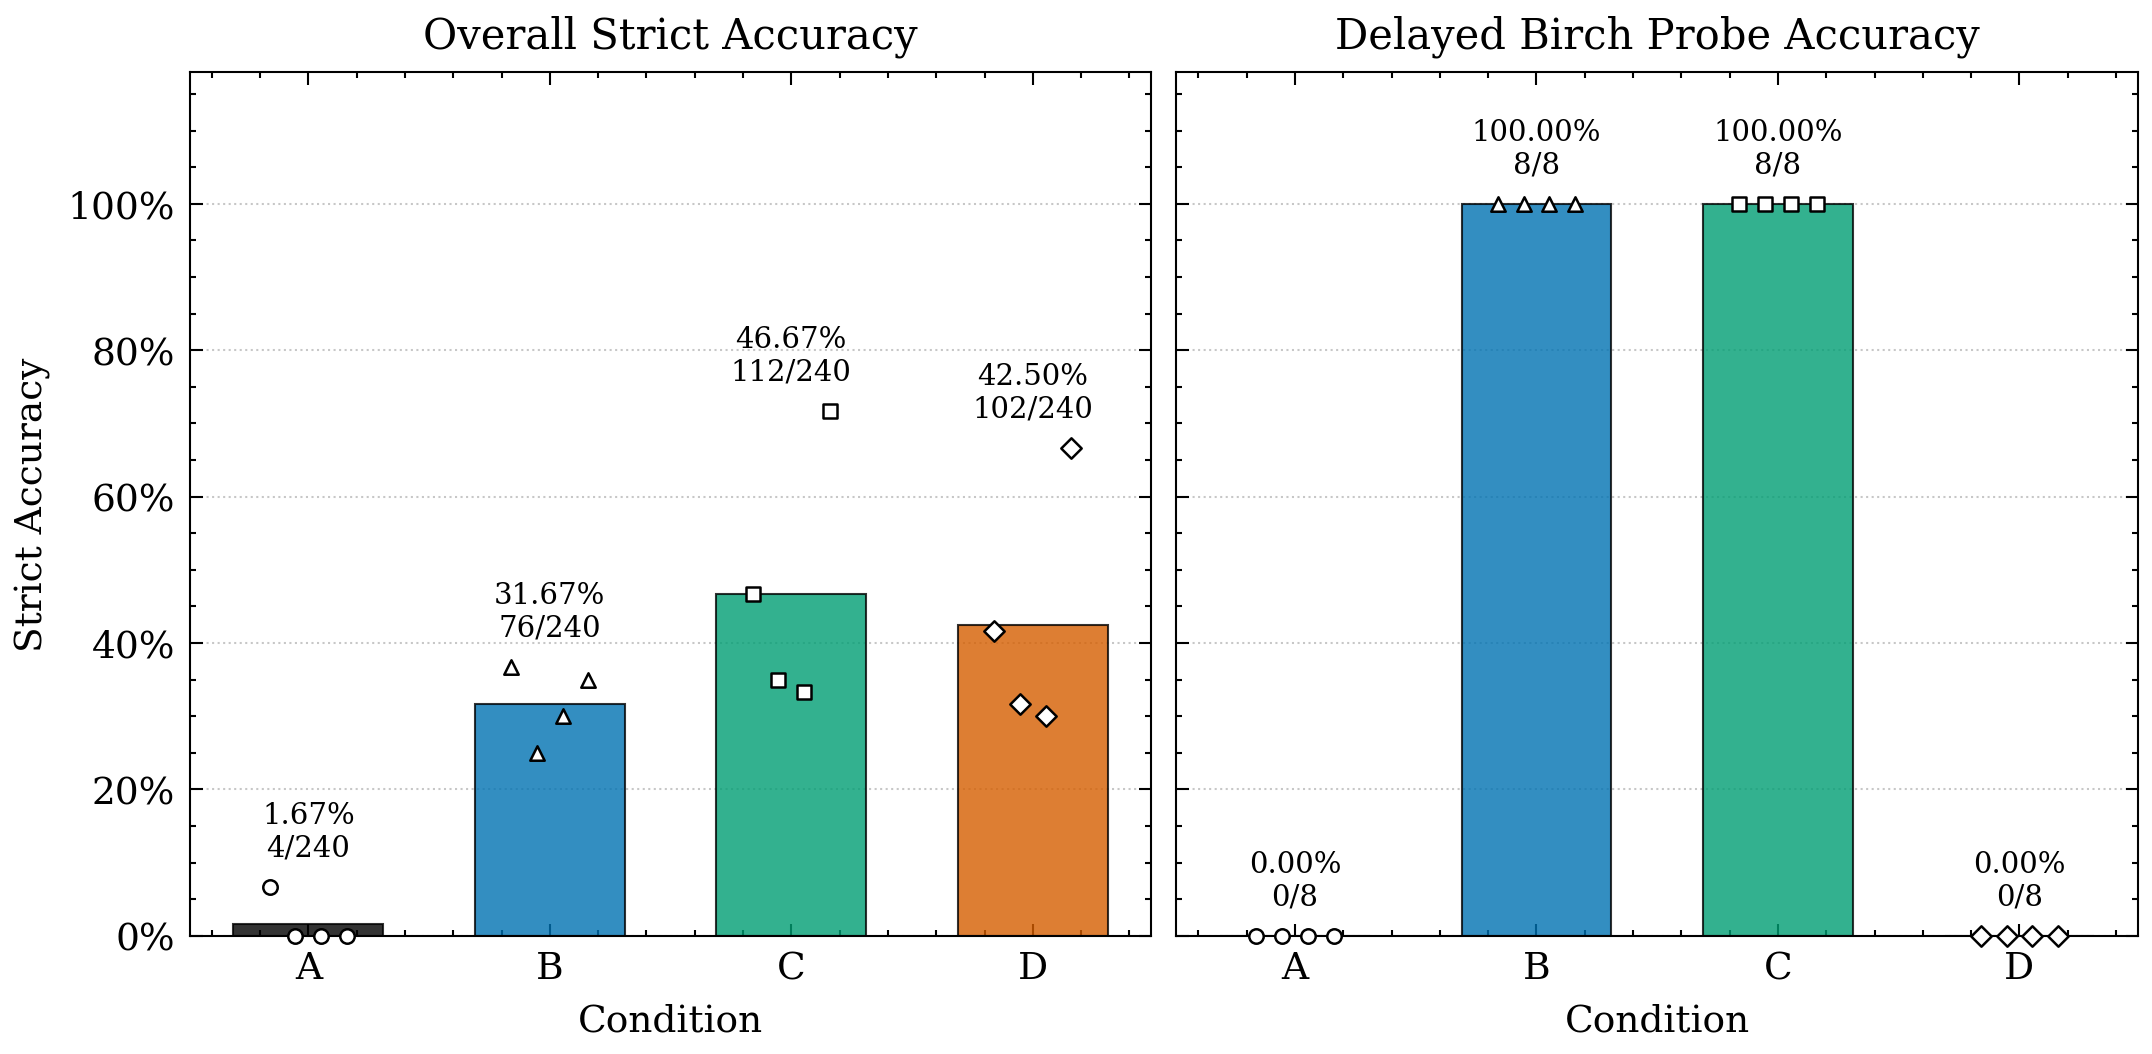 Overall Strict Accuracy
Strict Accuracy
100%
80%
60%
40%
20%
0%
1.67%
4/240
31.67%
76/240
46.67%
112/240
42.50%
102/240
A
B
C
D
Condition
Delayed Birch Probe Accuracy
0.00%
0/8
100.00%
8/8
100.00%
8/8
0.00%
0/8
A
B
C
D
Condition